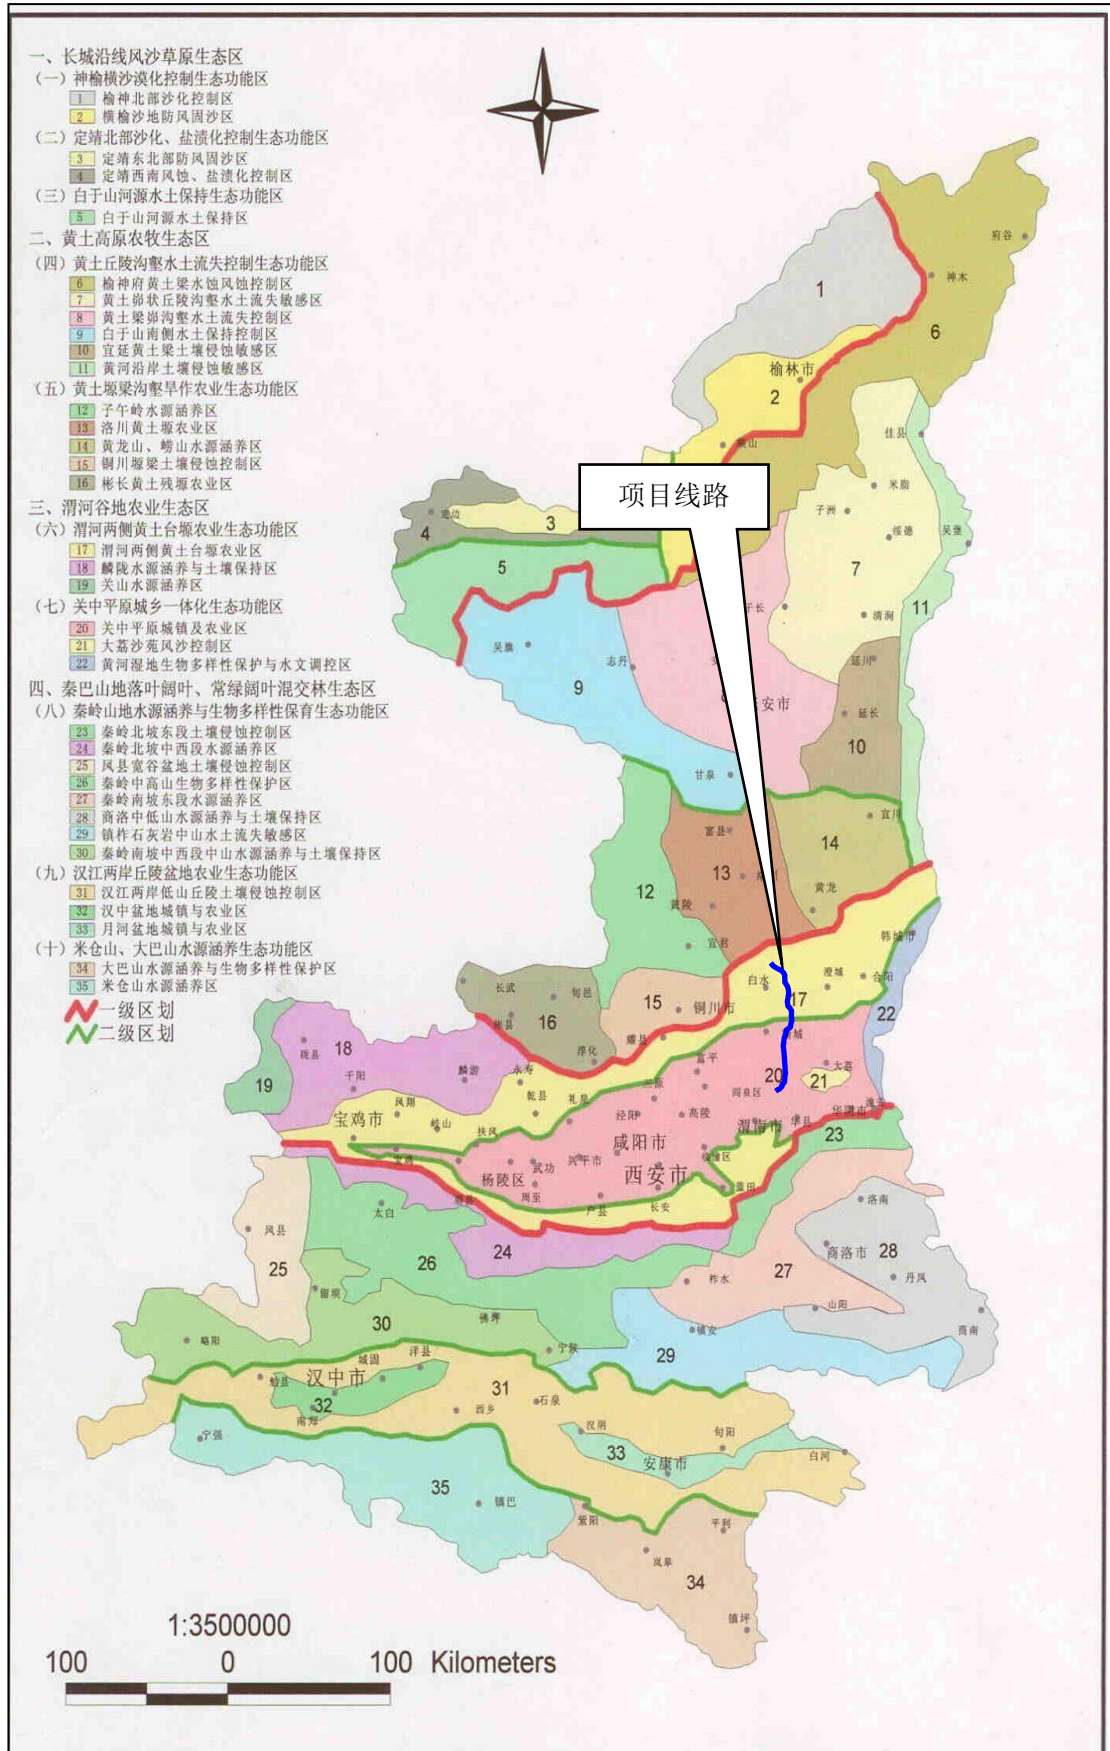 一、长城沿线风沙草原生态区
（一）神榆横沙漠化控制生态功能区
1 榆神北部沙化控制区
2 横榆沙地防风固沙区
（二）定靖北部沙化、盐渍化控制生态功能区
3 定靖东北部防风固沙区
4 定靖西南风蚀、盐渍化控制区
（三）白于山河源水土保持生态功能区
5 白于山河源水土保持区
二、黄土高原农牧生态区
（四）黄土丘陵沟壑水土流失控制生态功能区
6 榆神府黄土梁水蚀风蚀控制区
7 黄土峁状丘陵沟壑水土流失敏感区
8 黄土梁峁沟壑水土流失控制区
9 白于山南侧水土保持控制区
10 宜延黄土梁土壤侵蚀敏感区
11 黄河沿岸土壤侵蚀敏感区
（五）黄土塬梁沟壑旱作农业生态功能区
12 子午岭水源涵养区
13 洛川黄土塬农业区
14 黄龙山、崂山水源涵养区
15 铜川塬梁土壤侵蚀控制区
16 彬长黄土残塬农业区
三、渭河谷地农业生态区
（六）渭河两侧黄土台塬农业生态功能区
17 渭河两侧黄土台塬农业区
18 麟陇水源涵养与土壤保持区
19 关山水源涵养区
（七）关中平原城乡一体化生态功能区
20 关中平原城镇及农业区
21 大荔沙苑风沙控制区
22 黄河湿地生物多样性保护与水文调控区
四、秦巴山地落叶阔叶、常绿阔叶混交林生态区
（八）秦岭山地水源涵养与生物多样性保育生态功能区
23 秦岭北坡东段土壤侵蚀控制区
24 秦岭北坡中西段水源涵养区
25 凤县宽谷盆地土壤侵蚀控制区
26 秦岭中高山生物多样性保护区
27 秦岭南坡东段水源涵养区
28 商洛中低山水源涵养与土壤保持区
29 镇柞石灰岩中山水土流失敏感区
30 秦岭南坡中西段中山水源涵养与土壤保持区
（九）汉江两岸丘陵盆地农业生态功能区
31 汉江两岸低山丘陵土壤侵蚀控制区
32 汉中盆地城镇与农业区
33 月河盆地城镇与农业区
（十）米仓山、大巴山水源涵养生态功能区
34 大巴山水源涵养与生物多样性保护区
35 米仓山水源涵养区
一级区划
二级区划
府谷
神木
1
6
榆林市
2
佳县
项目线路
米脂
定边
3
4
子洲
绥德
吴堡
5
7
11
清涧
吴旗
志丹
延川
9
延长
10
甘泉
宜川
富县
14
13
12
黄龙
黄陵
宜君
韩城市
长武
旬邑
白水
澄城
合阳
16
15
铜川市
17
22
彬县
耀县
陇县
18
淳化
富平
大荔
19
千阳
麟游
永寿
三原
20
21
凤翔
乾县
礼泉
阎良区
宝鸡市
岐山
扶风
泾阳
高陵
渭南市
华县
华阴市
23
咸阳市
宝鸡
杨陵区
武功
兴平市
西安市
临潼区
周至
户县
长安
蓝田
眉县
太白
洛南
凤县
24
商洛市
28
25
26
27
丹凤
柞水
留坝
佛坪
山阳
商南
30
镇安
略阳
宁陕
29
城固
洋县
勉县
汉中市
31
石泉
32
南郑
西乡
汉阴
旬阳
宁强
33
安康市
白河
35
镇巴
紫阳
平利
岚皋
34
镇坪
1:3500000
100 0 100 Kilometers